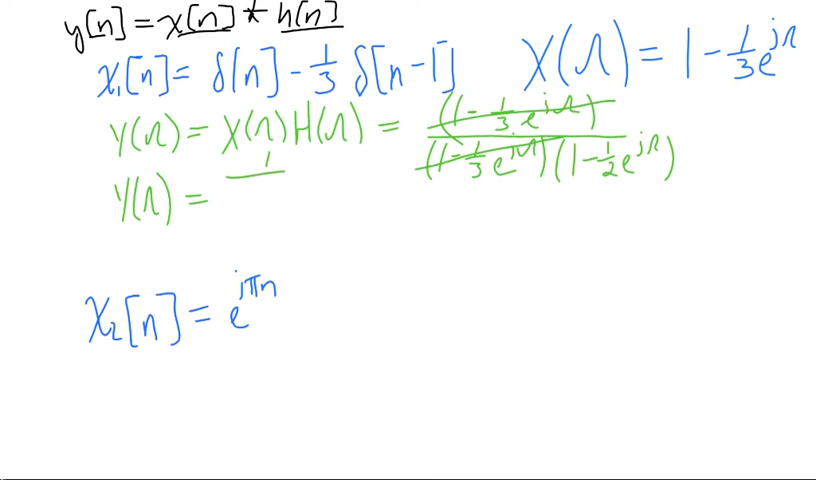 y[n] = x[n] * h[n]
x₁[n] = δ[n] - 1/3 δ[n-1]    X(Ω) = 1 - 1/3 e^{jΩ}
Y(Ω) = X(Ω)H(Ω) = (1 - 1/3 e^{jΩ}) / (1 - 1/3 e^{jΩ})(1 - 1/2 e^{jΩ})
Y(Ω) = 1/
x₂[n] = e^{jπn}